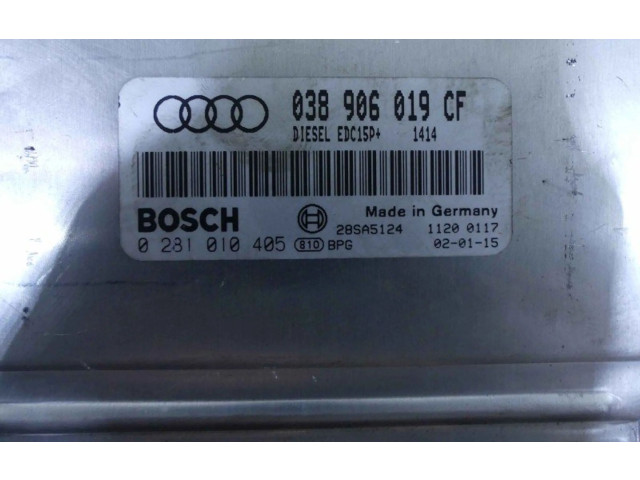 038 906 019 CF
DIESEL EDC15P+ 1414
BOSCH
Made in Germany
28SA5124 1120 0117
0 281 010 405 810 BPG 02-01-15